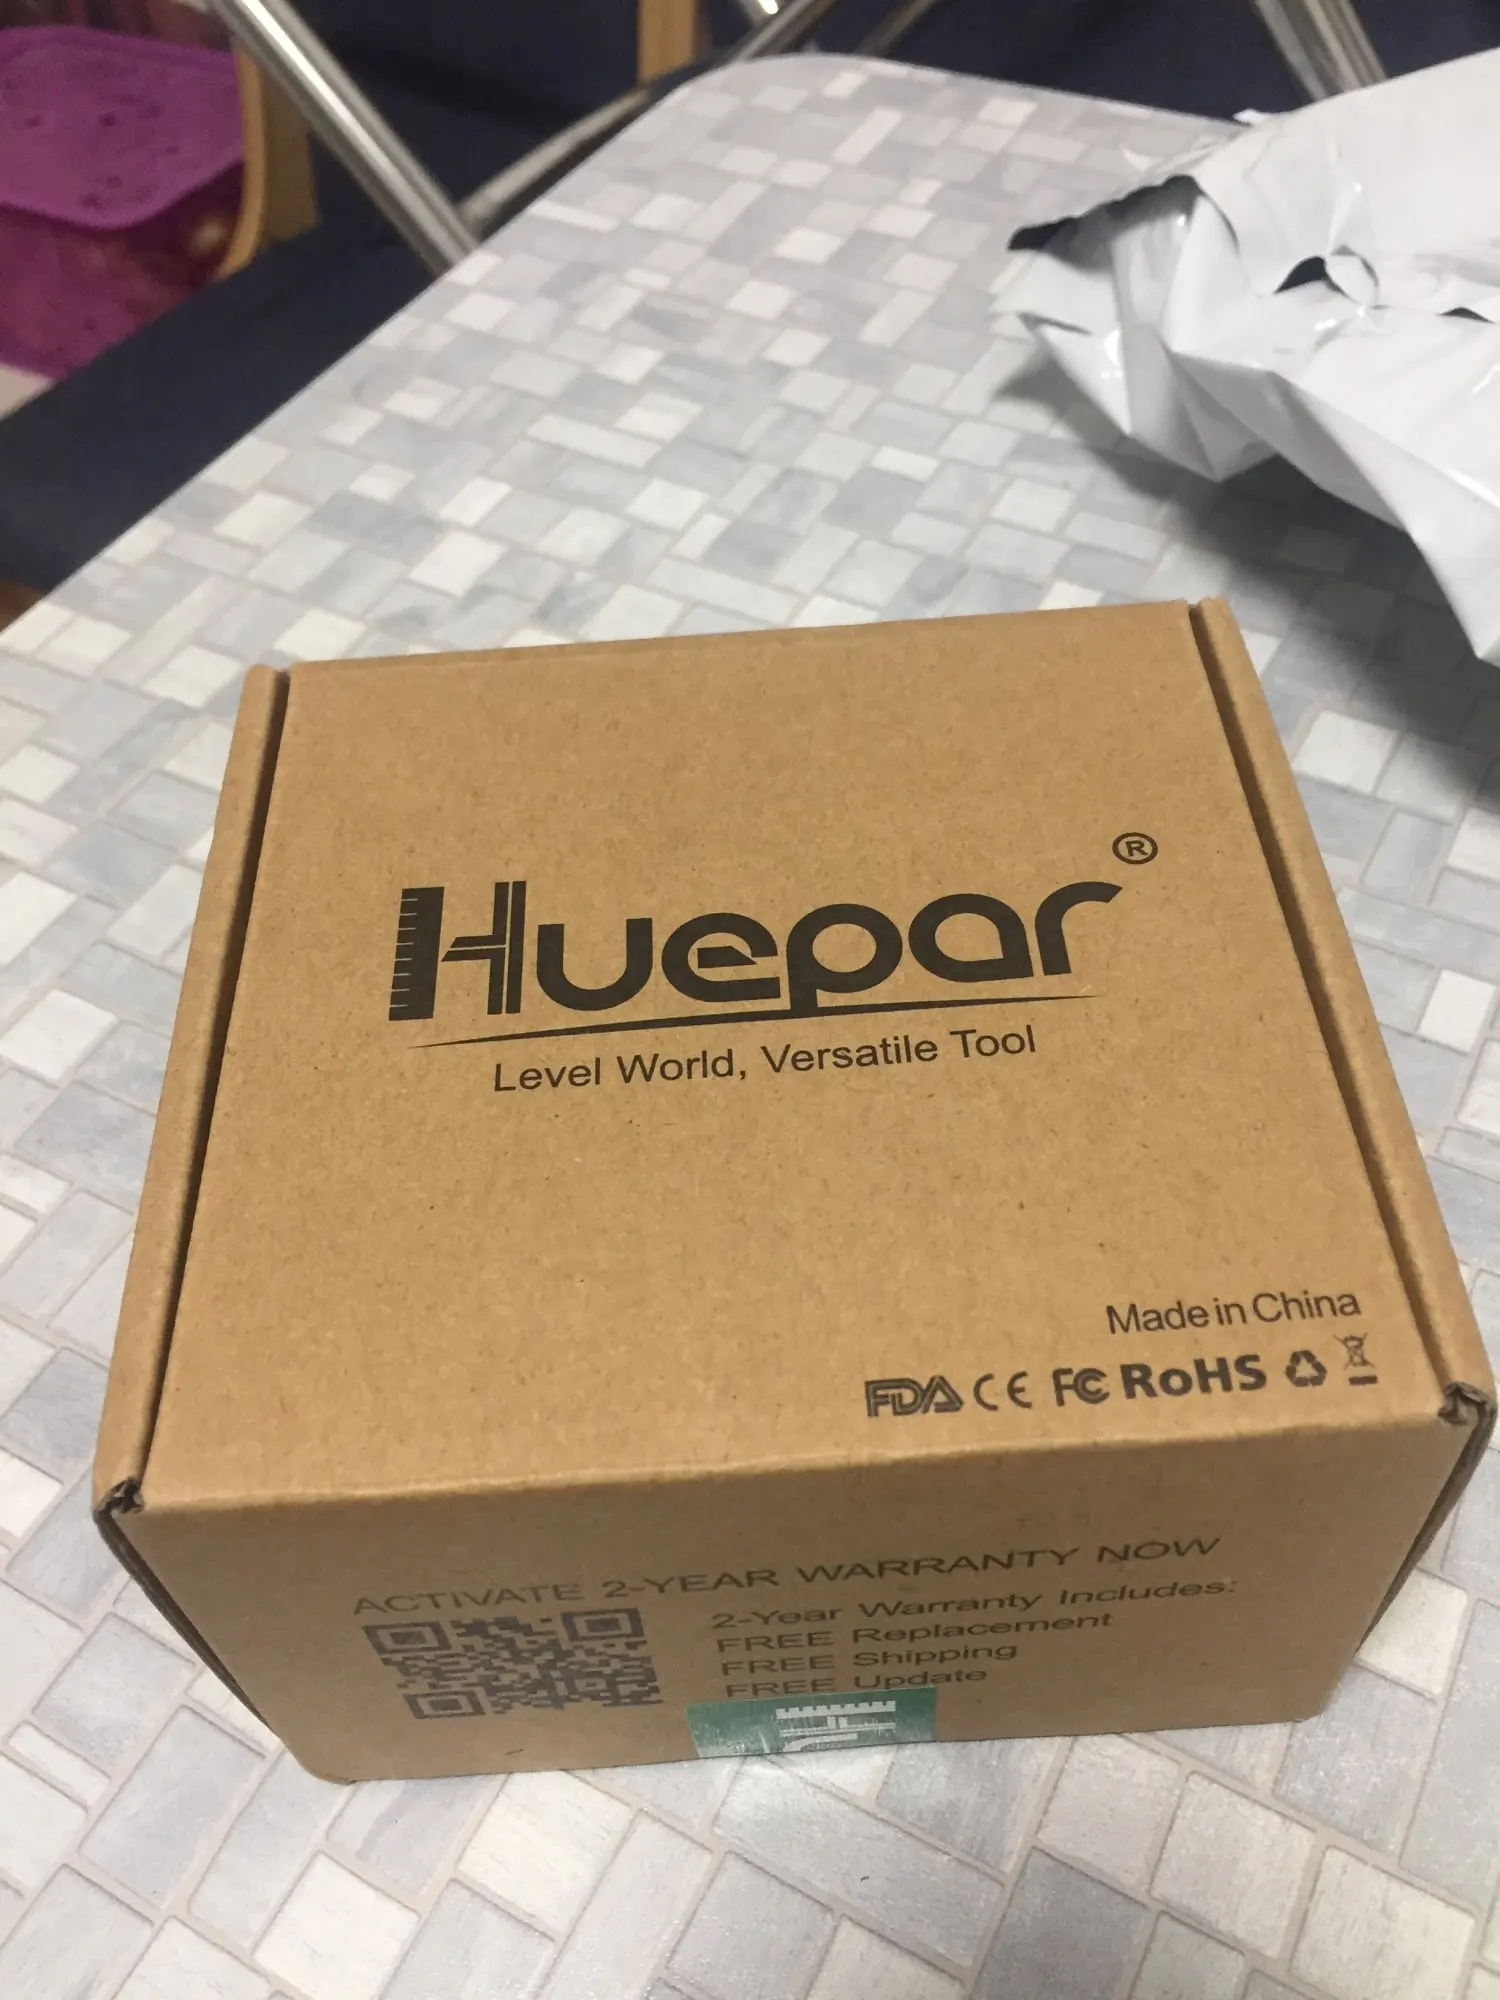 Huepar®
Level World, Versatile Tool
Made in China
FDA CE FC RoHS
ACTIVATE 2-YEAR WARRANTY NOW
2-Year Warranty Includes:
FREE Replacement
FREE Shipping
FREE Update